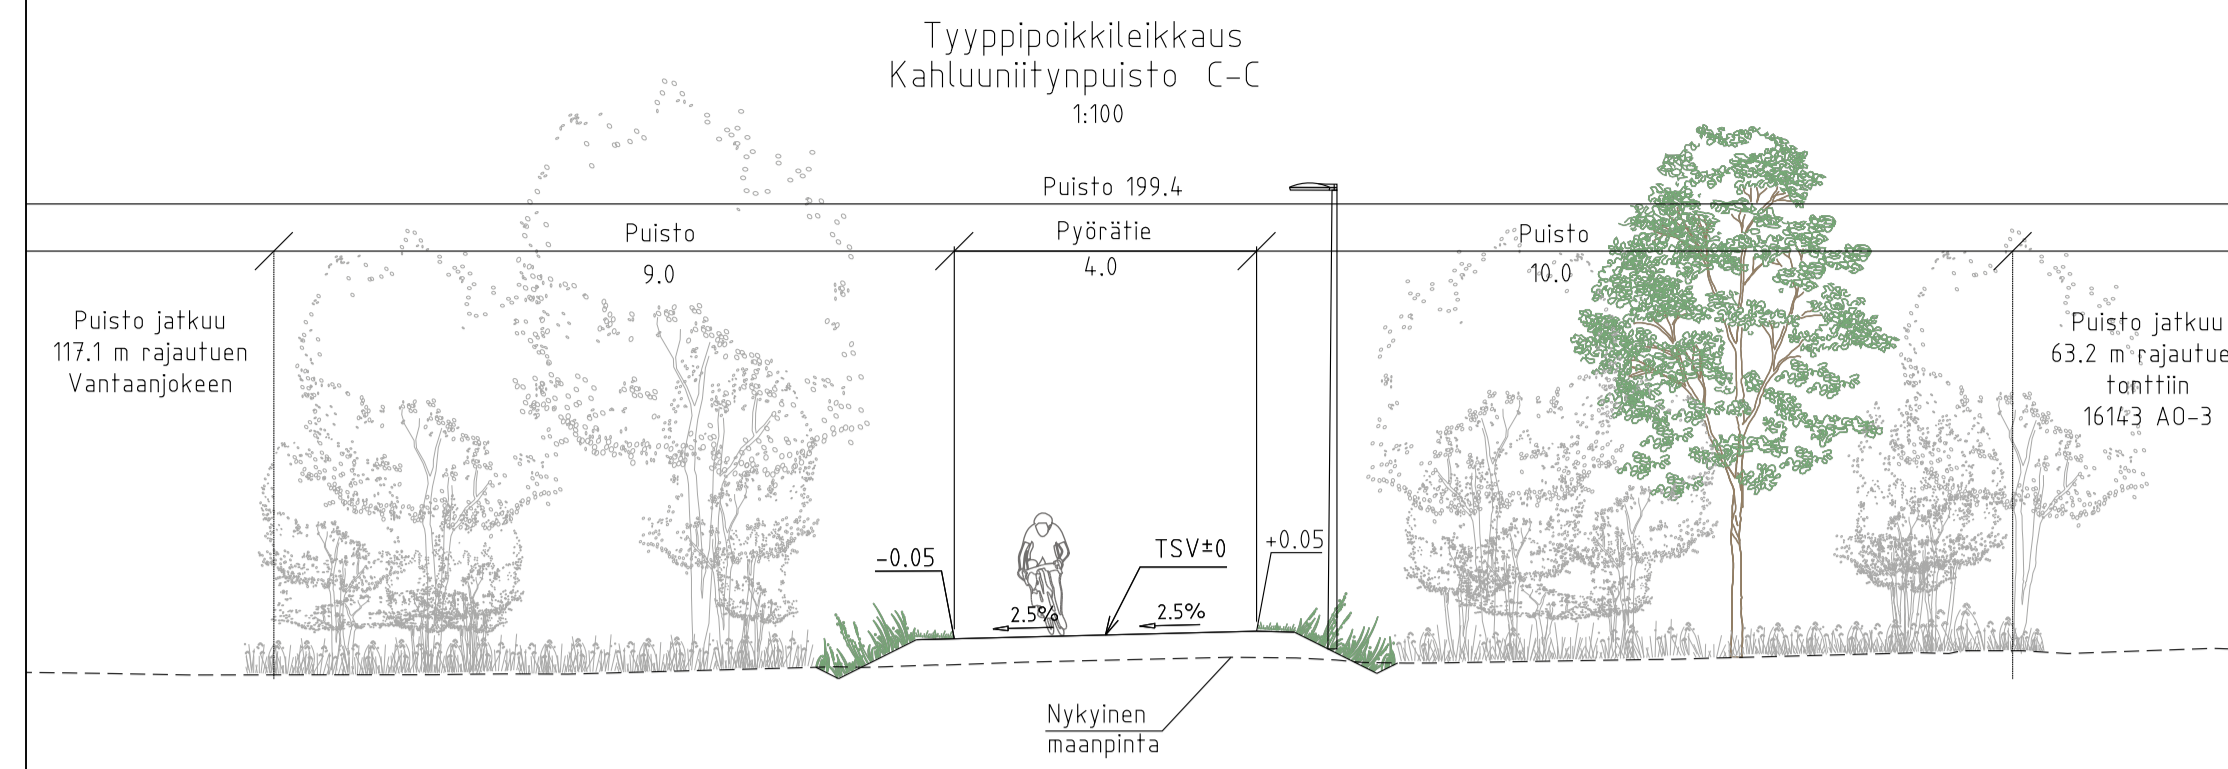 Tyyppipoikkileikkaus
Kahluuniitynpuisto C-C
1:100
Puisto 199.4
Puisto
Pyörätie
Puisto
9.0
4.0
10.0
Puisto jatkuu
117.1 m rajautuen
Vantaanjokeen
Puisto jatkuu
63.2 m rajautue
tonttiin
16143 AO-3
-0.05
TSV±0
+0.05
2.5%
2.5%
Nykyinen
maanpinta